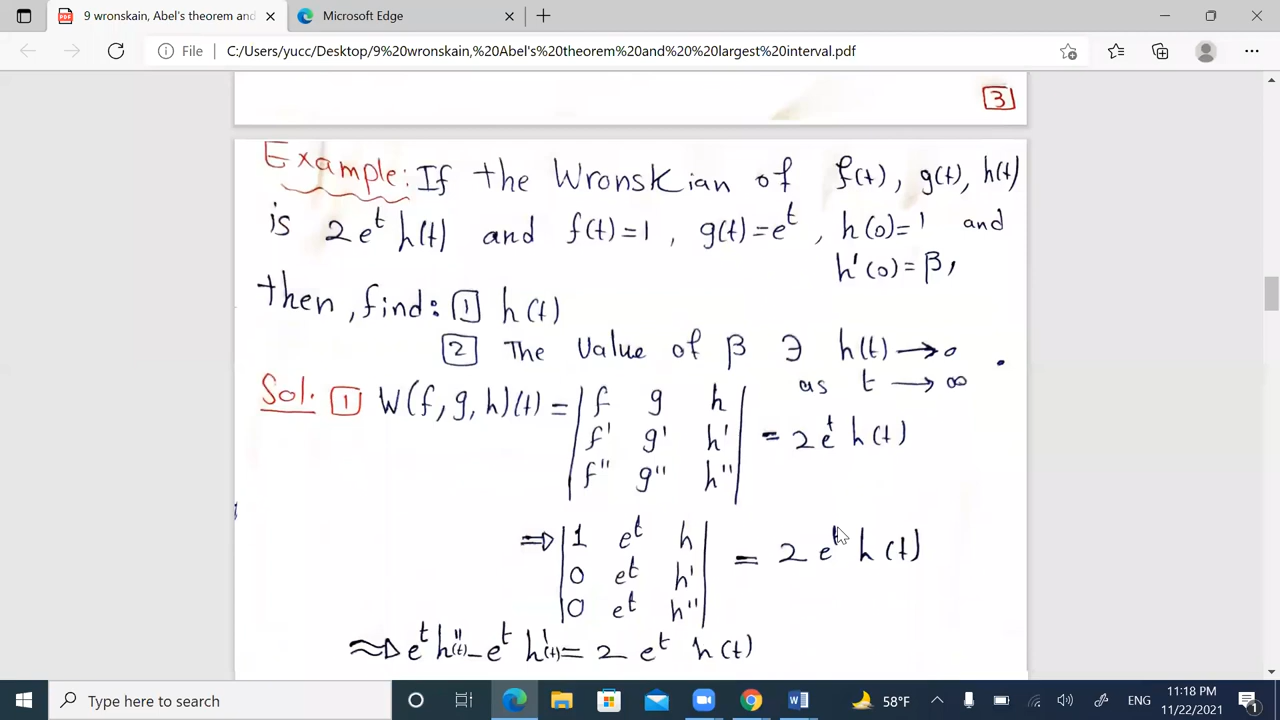 9 wronskain, Abel's theorem and
Microsoft Edge
File
C:/Users/yucc/Desktop/9%20wronskain,%20Abel's%20theorem%20and%20%20largest%20interval.pdf
3
Example: If the Wronskian of f(t), g(t), h(t)
is 2e^t h(t) and f(t)=1, g(t)=e^t, h(0)=1 and
h'(0)=β,
then, find: 1 h(t)
2 The Value of β ∋ h(t) → 0
as t → ∞.
Sol. 1 W(f,g,h)(t) = | f g h |
| f' g' h' | = 2e^t h(t)
| f'' g'' h'' |
⇒ | 1 e^t h |
| 0 e^t h' | = 2 e^t h(t)
| 0 e^t h'' |
⇒ e^t h''(t) - e^t h'(t) = 2 e^t h(t)
Type here to search
58°F
ENG
11:18 PM
11/22/2021
1